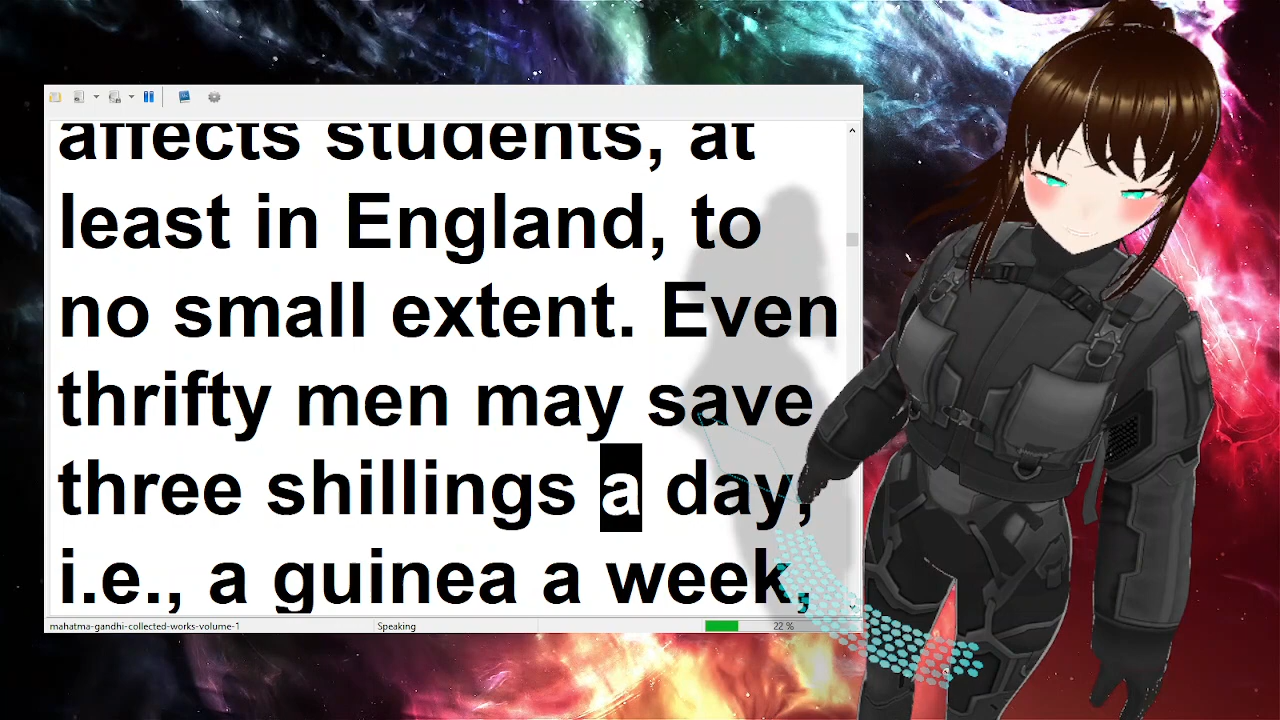 affects students, at
least in England, to
no small extent. Even
thrifty men may save
three shillings a day,
i.e., a guinea a week,
mahatma-gandhi-collected-works-volume-1
Speaking
22 %